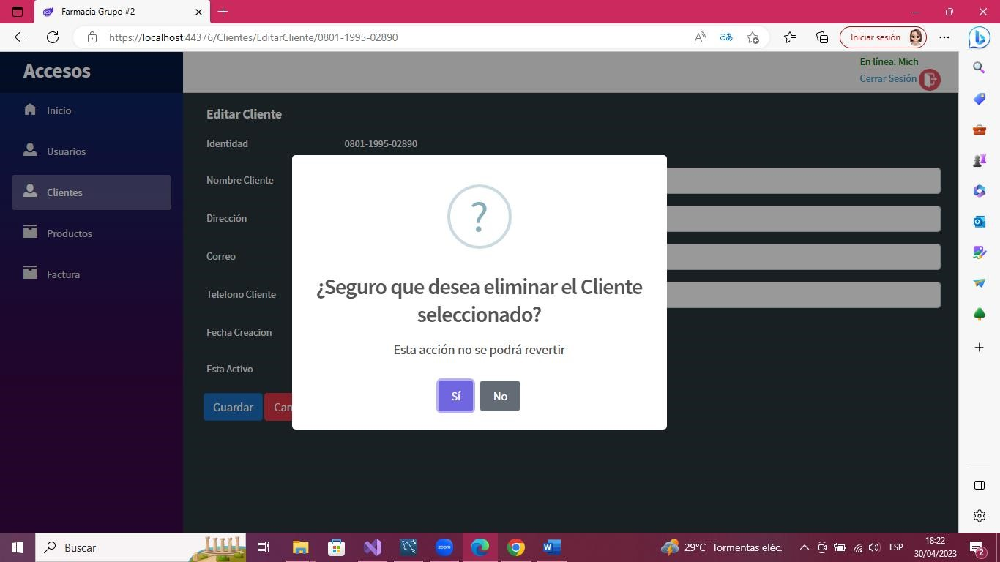 Farmacia Grupo #2
https://localhost:44376/Clientes/EditarCliente/0801-1995-02890
Iniciar sesión
Accesos
En línea: Mich
Cerrar Sesión
Inicio
Usuarios
Clientes
Productos
Factura
Editar Cliente
Identidad 0801-1995-02890
Nombre Cliente
Dirección
Correo
Telefono Cliente
Fecha Creacion
Esta Activo
Guardar
?
¿Seguro que desea eliminar el Cliente
seleccionado?
Esta acción no se podrá revertir
Sí No
Buscar
zoom
29°C Tormentas eléc.
ESP
18:22
30/04/2023
2